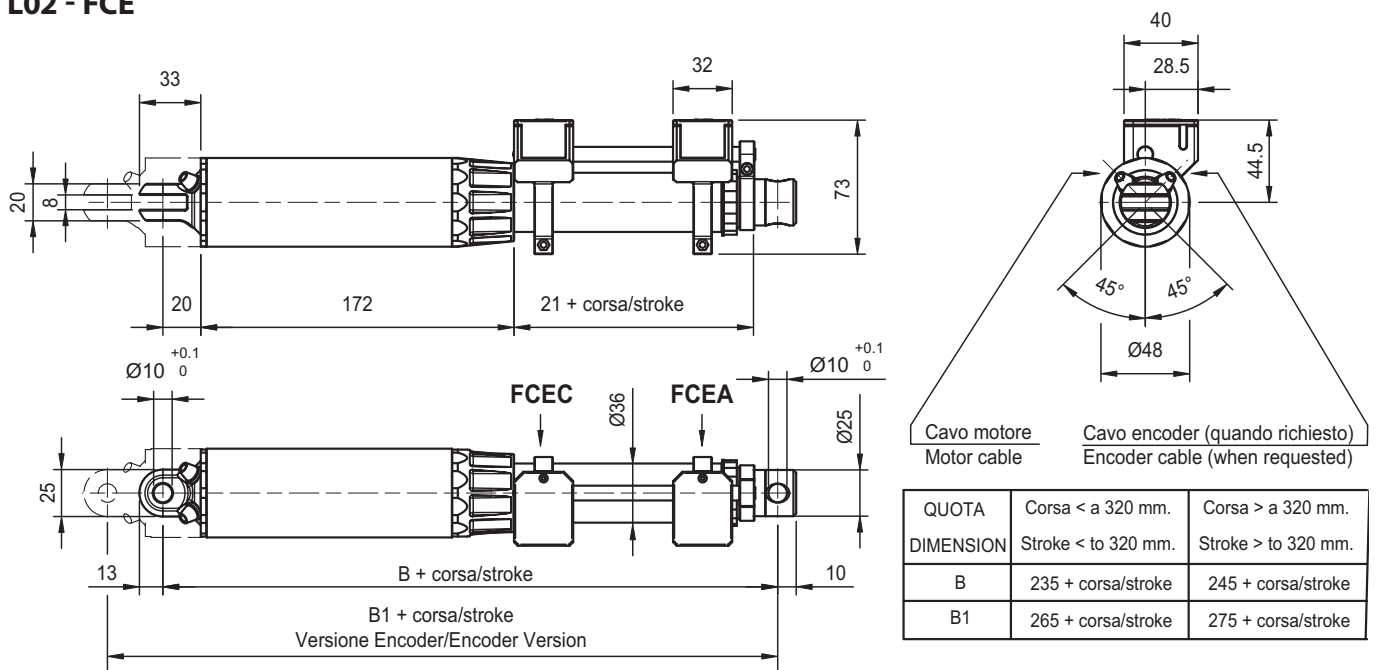 L02 - FCE
40
28.5
33
32
44.5
73
20
8
20
172
21 + corsa/stroke
45°
45°
Ø48
Ø10 +0.1 0
Ø10 +0.1 0
FCEC
FCEA
Ø36
Ø25
25
13
B + corsa/stroke
10
B1 + corsa/stroke
Versione Encoder/Encoder Version
Cavo motore
Motor cable
Cavo encoder (quando richiesto)
Encoder cable (when requested)
QUOTA Corsa < a 320 mm. Corsa > a 320 mm.
DIMENSION Stroke < to 320 mm. Stroke > to 320 mm.
B 235 + corsa/stroke 245 + corsa/stroke
B1 265 + corsa/stroke 275 + corsa/stroke